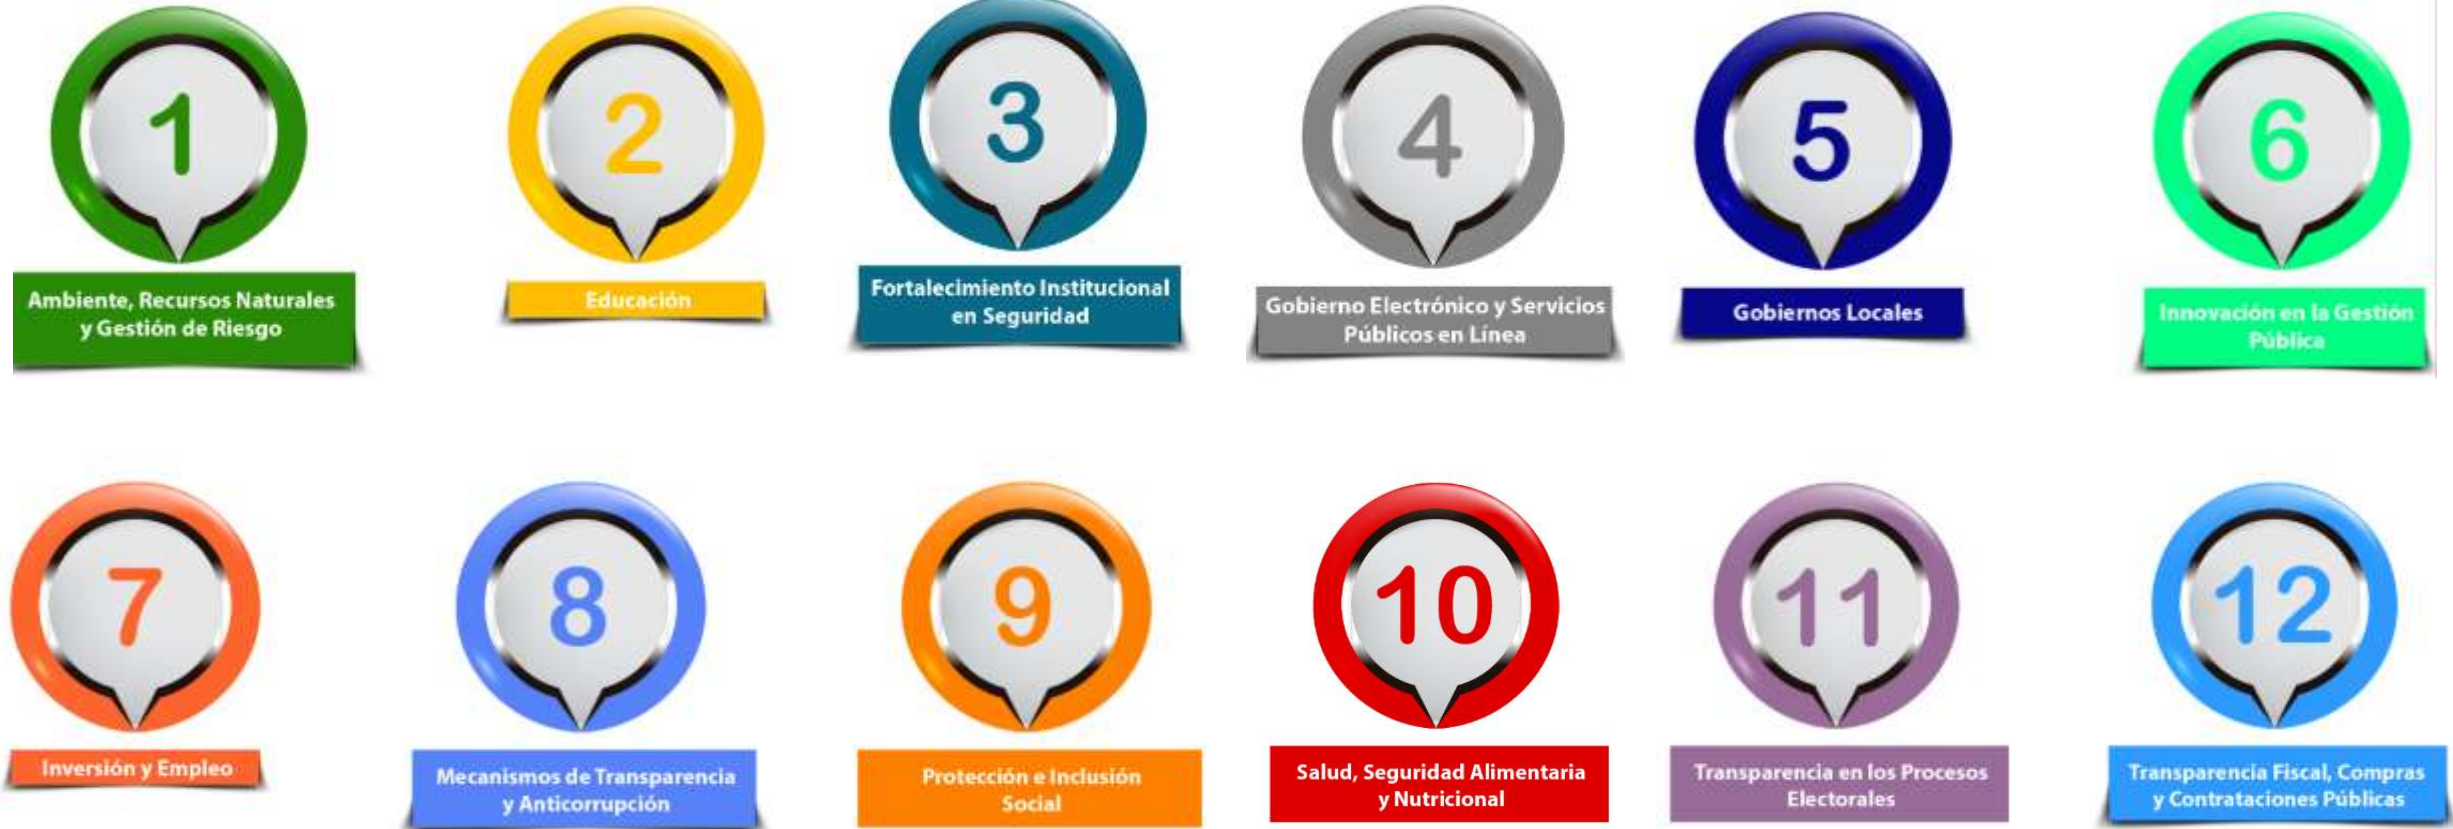 1
Ambiente, Recursos Naturales
y Gestión de Riesgo
2
Educación
3
Fortalecimiento Institucional
en Seguridad
4
Gobierno Electrónico y Servicios
Públicos en Línea
5
Gobiernos Locales
6
Innovación en la Gestión
Pública
7
Inversión y Empleo
8
Mecanismos de Transparencia
y Anticorrupción
9
Protección e Inclusión
Social
10
Salud, Seguridad Alimentaria
y Nutricional
11
Transparencia en los Procesos
Electorales
12
Transparencia Fiscal, Compras
y Contrataciones Públicas